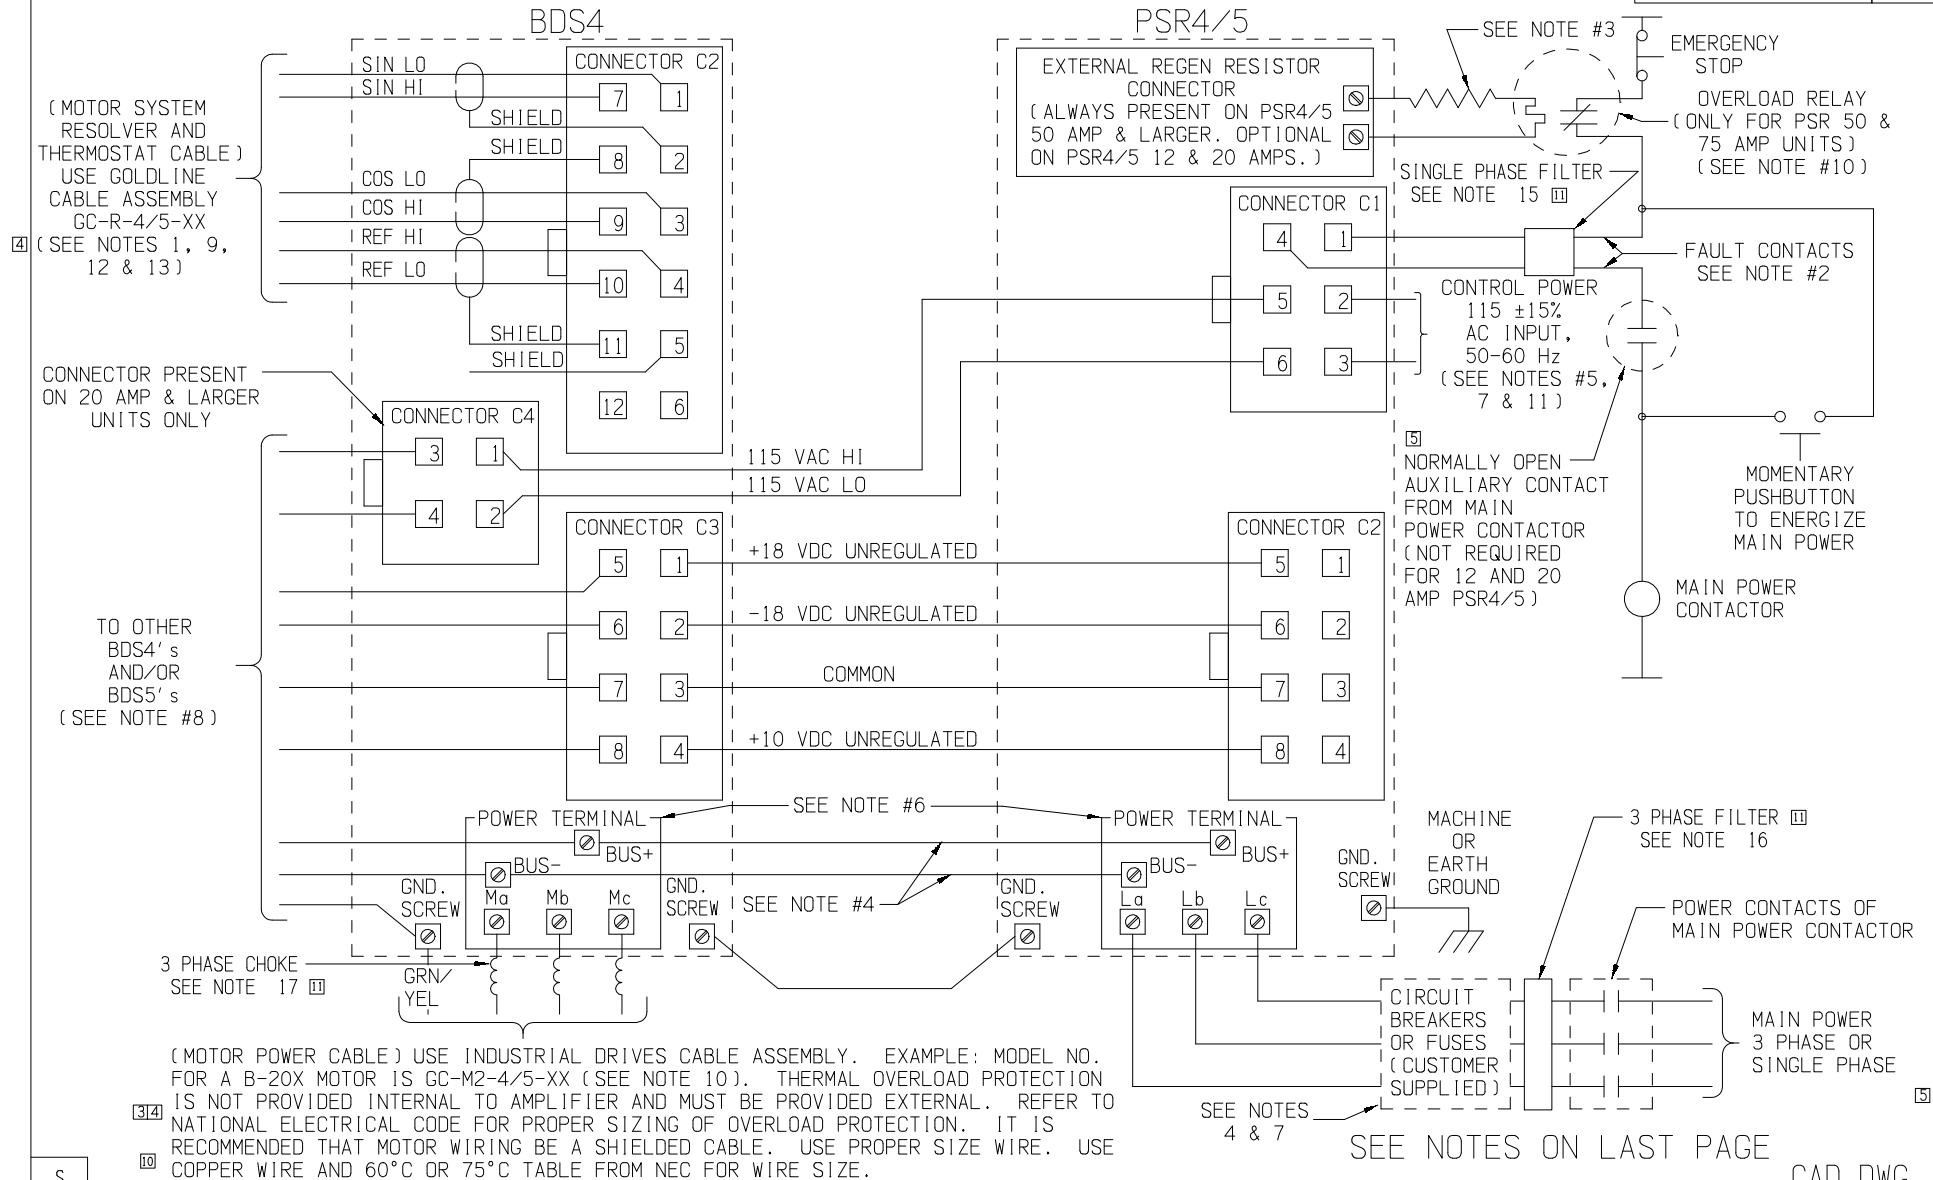 BDS4
PSR4/5
(MOTOR SYSTEM
RESOLVER AND
THERMOSTAT CABLE)
USE GOLDLINE
CABLE ASSEMBLY
GC-R-4/5-XX
4 (SEE NOTES 1, 9,
12 & 13)
SIN LO
SIN HI
SHIELD
SHIELD
COS LO
COS HI
REF HI
REF LO
SHIELD
SHIELD
CONNECTOR C2
7 1
8 2
9 3
10 4
11 5
12 6
CONNECTOR PRESENT
ON 20 AMP & LARGER
UNITS ONLY
CONNECTOR C4
3 1
4 2
115 VAC HI
115 VAC LO
CONNECTOR C3
5 1
6 2
7 3
8 4
+18 VDC UNREGULATED
-18 VDC UNREGULATED
COMMON
+10 VDC UNREGULATED
TO OTHER
BDS4's
AND/OR
BDS5's
(SEE NOTE #8)
EXTERNAL REGEN RESISTOR
CONNECTOR
(ALWAYS PRESENT ON PSR4/5
50 AMP & LARGER. OPTIONAL
ON PSR4/5 12 & 20 AMPS.)
SEE NOTE #3
EMERGENCY
STOP
OVERLOAD RELAY
(ONLY FOR PSR 50 &
75 AMP UNITS)
(SEE NOTE #10)
SINGLE PHASE FILTER
SEE NOTE 15 11
CONNECTOR C1
4 1
5 2
6 3
FAULT CONTACTS
SEE NOTE #2
CONTROL POWER
115 ±15%
AC INPUT,
50-60 Hz
(SEE NOTES #5,
7 & 11)
5
NORMALLY OPEN
AUXILIARY CONTACT
FROM MAIN
POWER CONTACTOR
(NOT REQUIRED
FOR 12 AND 20
AMP PSR4/5)
MOMENTARY
PUSHBUTTON
TO ENERGIZE
MAIN POWER
MAIN POWER
CONTACTOR
CONNECTOR C2
5 1
6 2
7 3
8 4
SEE NOTE #6
POWER TERMINAL
BUS+
BUS-
Ma Mb Mc
GND.
SCREW
GND.
SCREW
SEE NOTE #4
GND.
SCREW
POWER TERMINAL
BUS+
BUS-
La Lb Lc
GND.
SCREW
MACHINE
OR
EARTH
GROUND
3 PHASE FILTER 11
SEE NOTE 16
POWER CONTACTS OF
MAIN POWER CONTACTOR
3 PHASE CHOKE
SEE NOTE 17 11
GRN/
YEL
CIRCUIT
BREAKERS
OR FUSES
(CUSTOMER
SUPPLIED)
MAIN POWER
3 PHASE OR
SINGLE PHASE
5
SEE NOTES
4 & 7
(MOTOR POWER CABLE) USE INDUSTRIAL DRIVES CABLE ASSEMBLY. EXAMPLE: MODEL NO.
FOR A B-20X MOTOR IS GC-M2-4/5-XX (SEE NOTE 10). THERMAL OVERLOAD PROTECTION
3 4 IS NOT PROVIDED INTERNAL TO AMPLIFIER AND MUST BE PROVIDED EXTERNAL. REFER TO
NATIONAL ELECTRICAL CODE FOR PROPER SIZING OF OVERLOAD PROTECTION. IT IS
RECOMMENDED THAT MOTOR WIRING BE A SHIELDED CABLE. USE PROPER SIZE WIRE. USE
10 COPPER WIRE AND 60°C OR 75°C TABLE FROM NEC FOR WIRE SIZE.
SEE NOTES ON LAST PAGE
CAD DWG
S